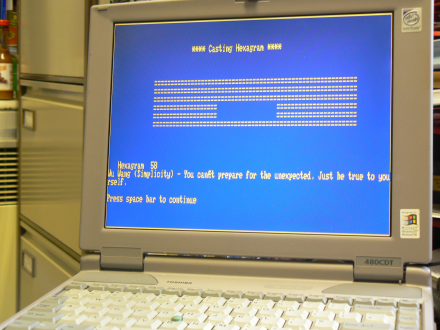 **** Casting Hexagram ****
Hexagram 58
Wu Wang (Simplicity) - You can't prepare for the unexpected. Just be true to you
rself.
Press space bar to continue
TOSHIBA
480CDT